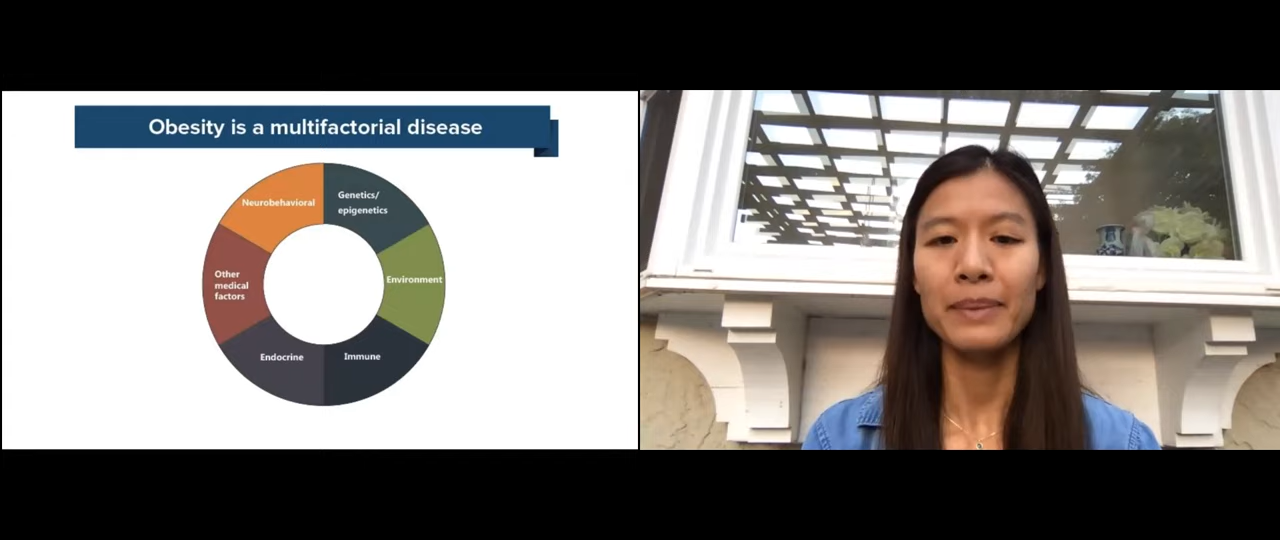 Obesity is a multifactorial disease
Neurobehavioral
Genetics/
epigenetics
Other
medical
factors
Environment
Endocrine
Immune